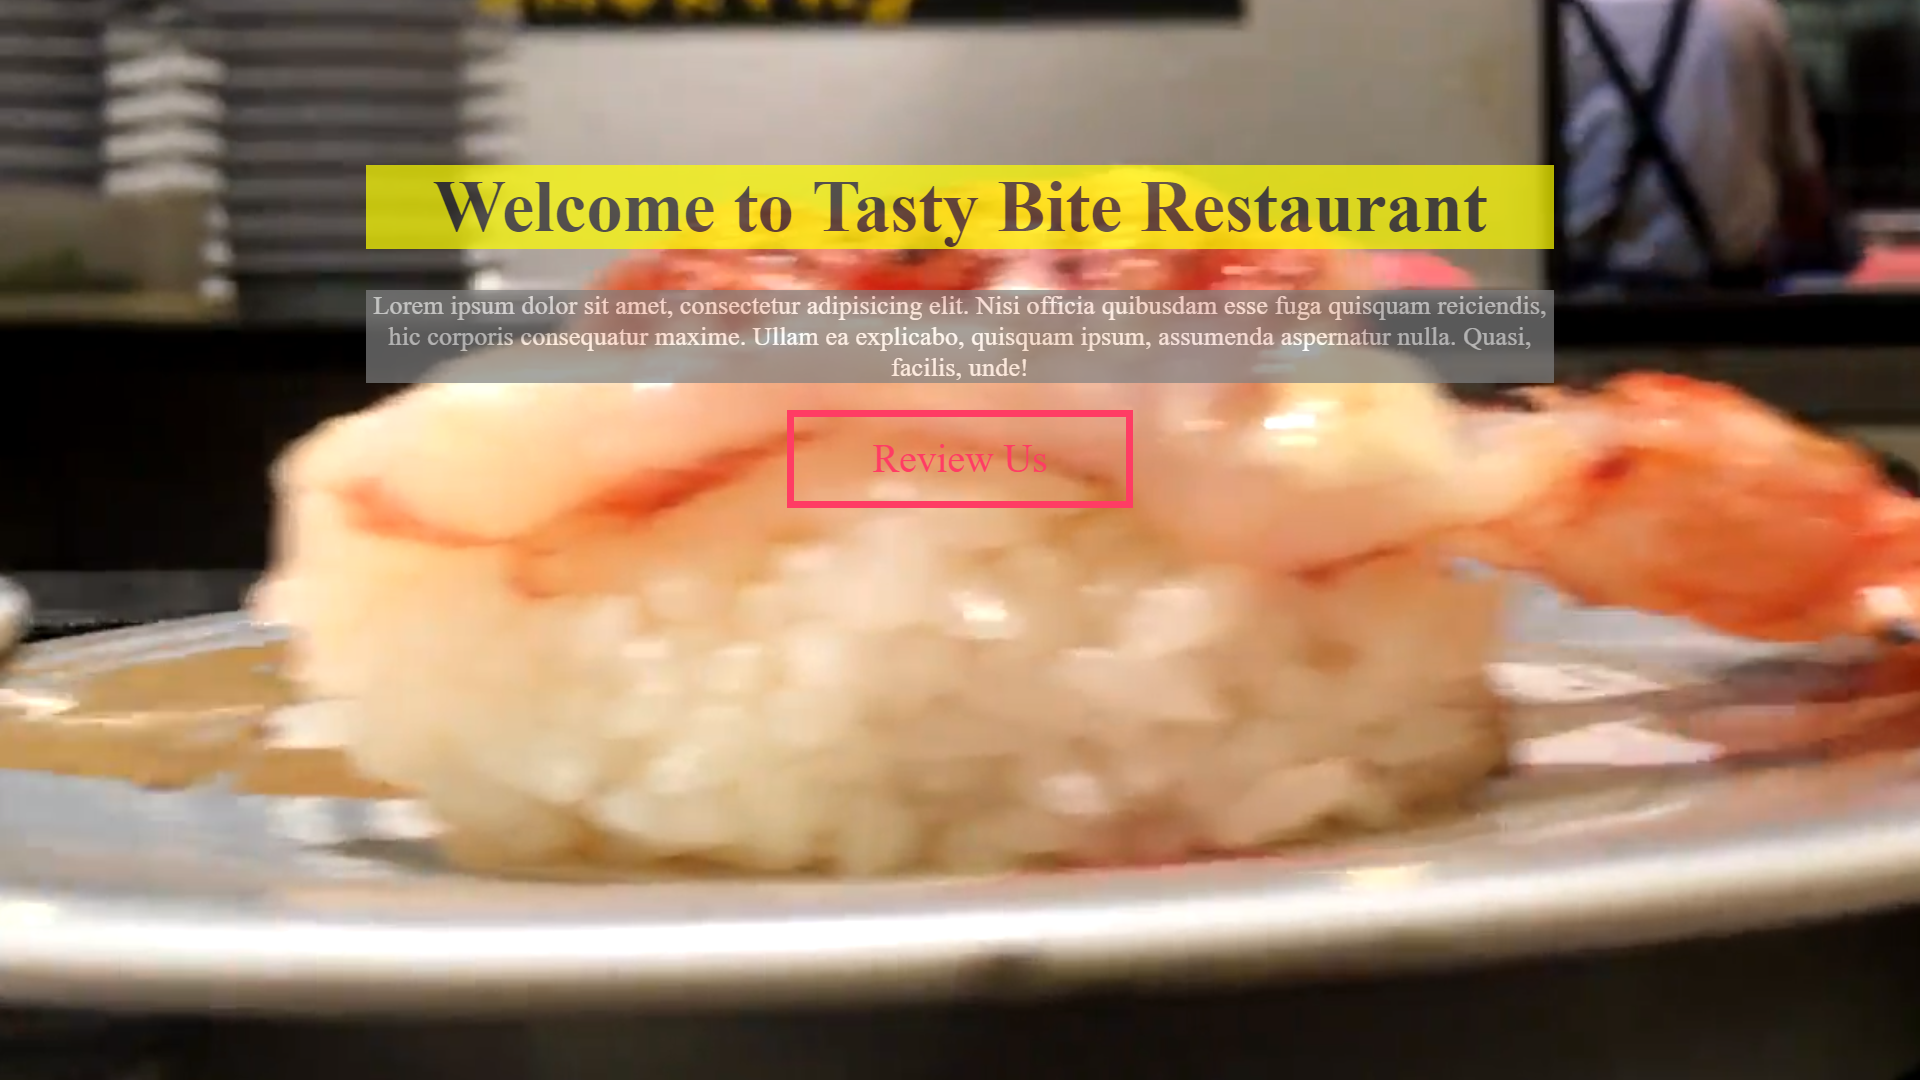 Welcome to Tasty Bite Restaurant
Lorem ipsum dolor sit amet, consectetur adipisicing elit. Nisi officia quibusdam esse fuga quisquam reiciendis,
hic corporis consequatur maxime. Ullam ea explicabo, quisquam ipsum, assumenda aspernatur nulla. Quasi,
facilis, unde!
Review Us